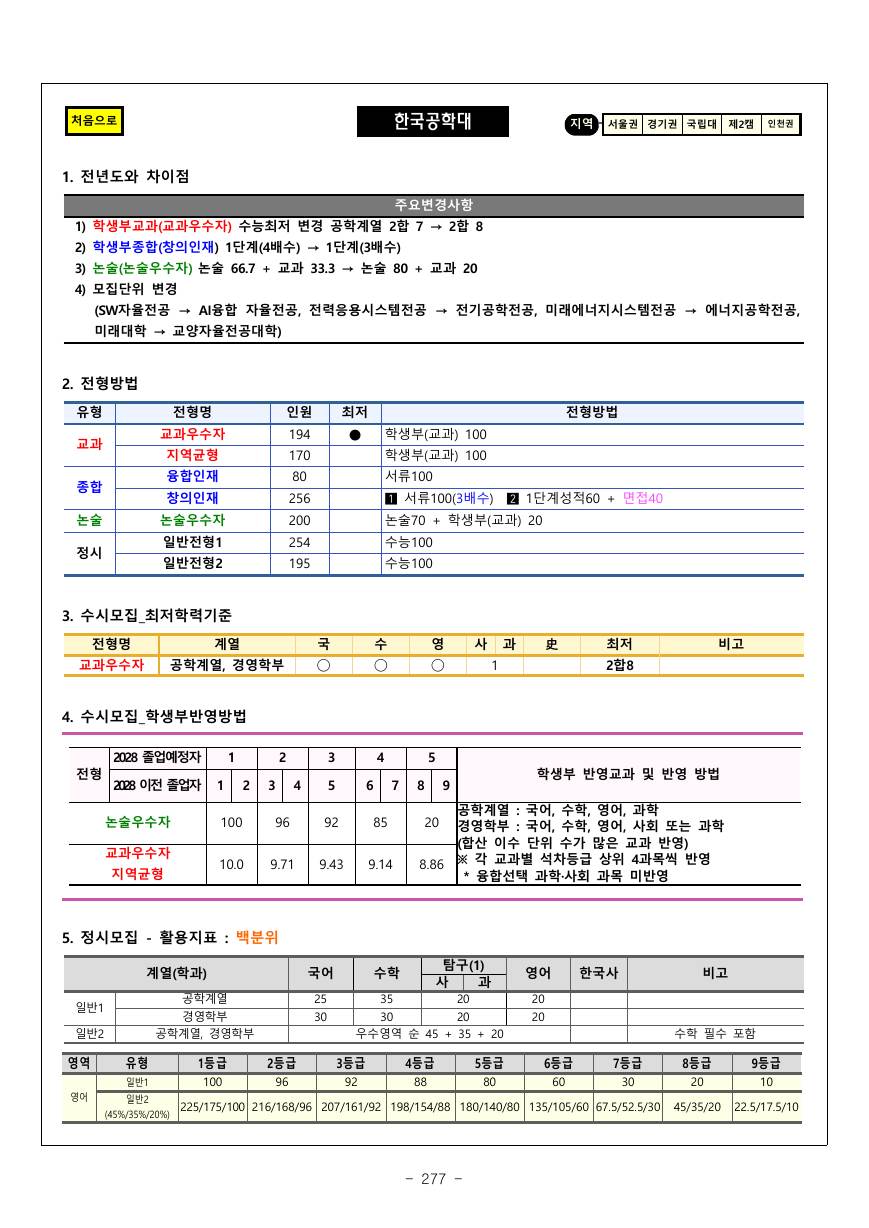 처음으로
한국공학대
지역 서울권 경기권 국립대 제2캠 인천권
1. 전년도와 차이점
주요변경사항
1) 학생부교과(교과우수자) 수능최저 변경 공학계열 2합 7 → 2합 8
2) 학생부종합(창의인재) 1단계(4배수) → 1단계(3배수)
3) 논술(논술우수자) 논술 66.7 + 교과 33.3 → 논술 80 + 교과 20
4) 모집단위 변경
(SW자율전공 → AI융합 자율전공, 전력응용시스템전공 → 전기공학전공, 미래에너지시스템전공 → 에너지공학전공,
미래대학 → 교양자율전공대학)
2. 전형방법
유형 전형명 인원 최저 전형방법
교과 교과우수자 194 ● 학생부(교과) 100
지역균형 170 학생부(교과) 100
종합 융합인재 80 서류100
창의인재 256 1 서류100(3배수) 2 1단계성적60 + 면접40
논술 논술우수자 200 논술70 + 학생부(교과) 20
정시 일반전형1 254 수능100
일반전형2 195 수능100
3. 수시모집_최저학력기준
전형명 계열 국 수 영 사 과 史 최저 비고
교과우수자 공학계열, 경영학부 ○ ○ ○ 1 2합8
4. 수시모집_학생부반영방법
전형 2028 졸업예정자 1 2 3 4 5 학생부 반영교과 및 반영 방법
2028 이전 졸업자 1 2 3 4 5 6 7 8 9
논술우수자 100 96 92 85 20
공학계열 : 국어, 수학, 영어, 과학
경영학부 : 국어, 수학, 영어, 사회 또는 과학
(합산 이수 단위 수가 많은 교과 반영)
※ 각 교과별 석차등급 상위 4과목씩 반영
* 융합선택 과학·사회 과목 미반영
교과우수자
지역균형
10.0 9.71 9.43 9.14 8.86
5. 정시모집 - 활용지표 : 백분위
계열(학과) 국어 수학 탐구(1) 영어 한국사 비고
사 과
일반1 공학계열 25 35 20 20
경영학부 30 30 20 20
일반2 공학계열, 경영학부 우수영역 순 45 + 35 + 20 수학 필수 포함
영역 유형 1등급 2등급 3등급 4등급 5등급 6등급 7등급 8등급 9등급
영어 일반1 100 96 92 88 80 60 30 20 10
일반2
(45%/35%/20%)
225/175/100 216/168/96 207/161/92 198/154/88 180/140/80 135/105/60 67.5/52.5/30 45/35/20 22.5/17.5/10
- 277 -